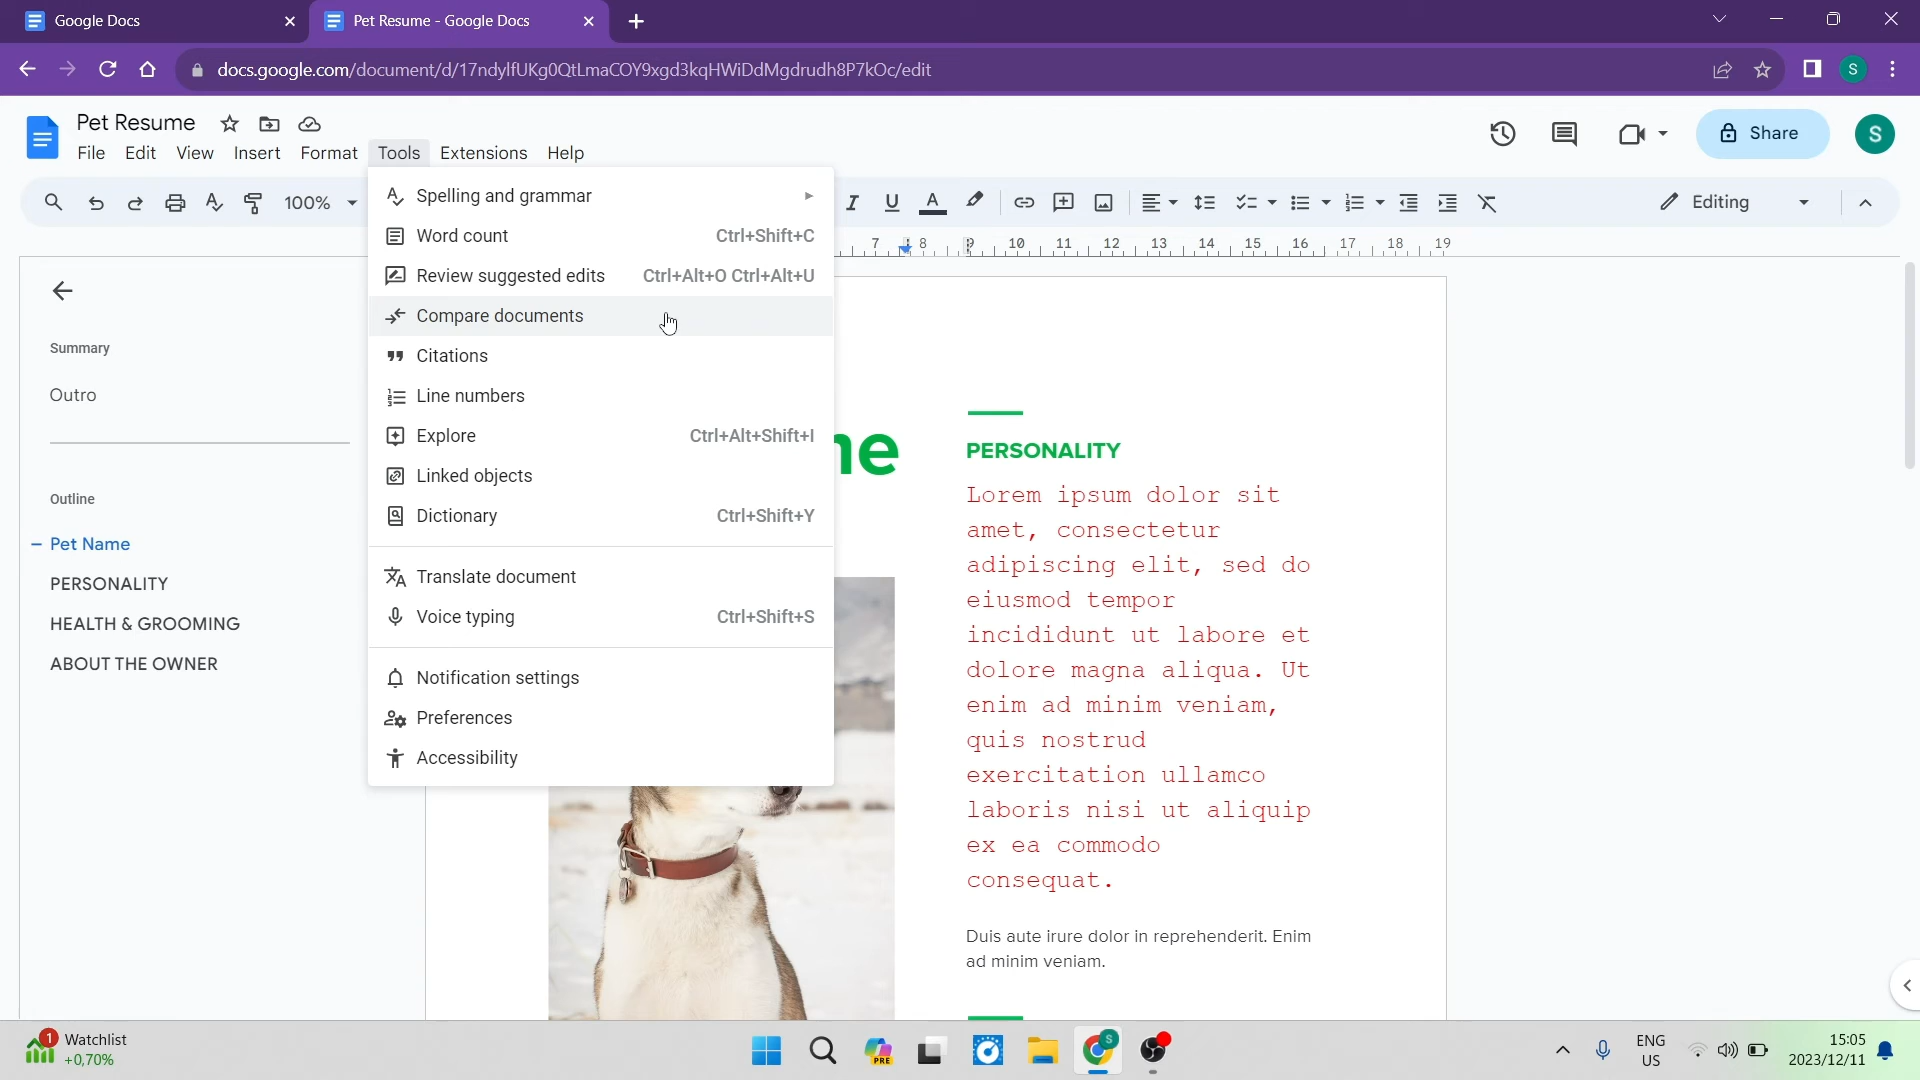 Google Docs
Pet Resume - Google Docs
docs.google.com/document/d/17ndylfUKg0QtLmaCOY9xgd3kqHWiDdMgdrudh8P7kOc/edit
S
Pet Resume
File Edit View Insert Format Tools Extensions Help
Share
S
100%
Editing
Spelling and grammar
Word count Ctrl+Shift+C
Review suggested edits Ctrl+Alt+O Ctrl+Alt+U
Compare documents
Citations
Line numbers
Explore Ctrl+Alt+Shift+I
Linked objects
Dictionary Ctrl+Shift+Y
Translate document
Voice typing Ctrl+Shift+S
Notification settings
Preferences
Accessibility
7 8 9 10 11 12 13 14 15 16 17 18 19
Summary
Outro
Outline
Pet Name
PERSONALITY
HEALTH & GROOMING
ABOUT THE OWNER
me
PERSONALITY
Lorem ipsum dolor sit
amet, consectetur
adipiscing elit, sed do
eiusmod tempor
incididunt ut labore et
dolore magna aliqua. Ut
enim ad minim veniam,
quis nostrud
exercitation ullamco
laboris nisi ut aliquip
ex ea commodo
consequat.
Duis aute irure dolor in reprehenderit. Enim
ad minim veniam.
1
Watchlist
+0,70%
PRE
S
ENG
US
15:05
2023/12/11